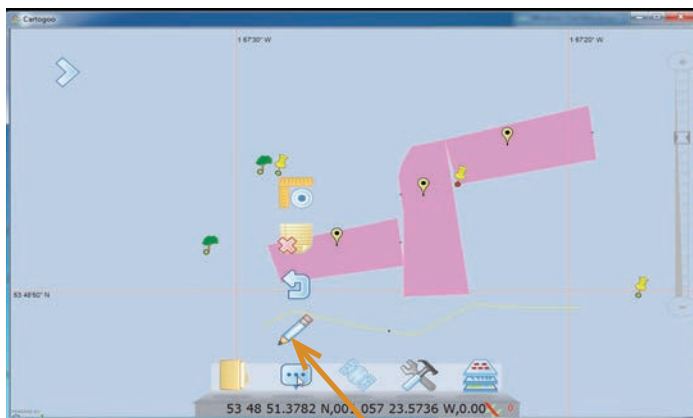 Cartogoo
1 67'30" W
1 67'20" W
53 48'50" N
53 48 51.3782 N,001 057 23.5736 W,0.00